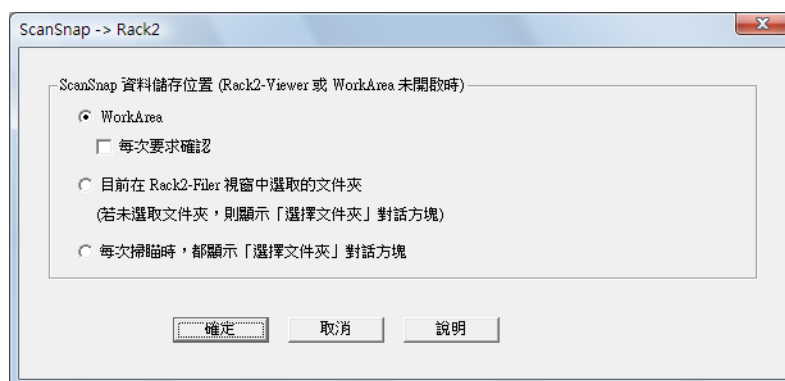 ScanSnap -> Rack2
ScanSnap 資料儲存位置 (Rack2-Viewer 或 WorkArea 未開啟時)
WorkArea
每次要求確認
目前在 Rack2-Filer 視窗中選取的文件夾
(若未選取文件夾，則顯示「選擇文件夾」對話方塊)
每次掃瞄時，都顯示「選擇文件夾」對話方塊
確定 取消 說明